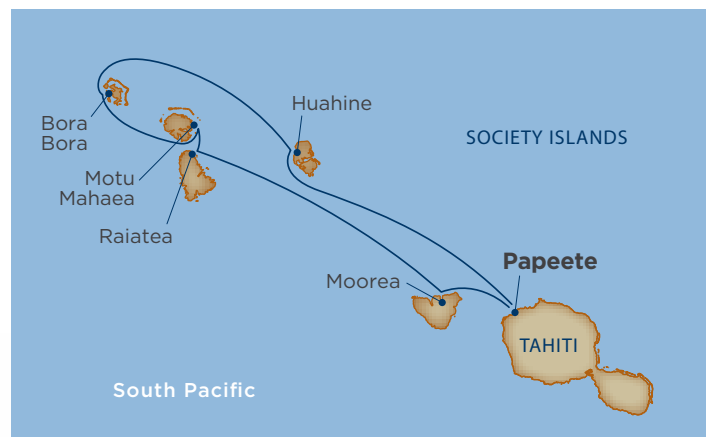 Huahine
Bora
Bora
SOCIETY ISLANDS
Motu
Mahaea
Raiatea
Papeete
Moorea
TAHITI
South Pacific